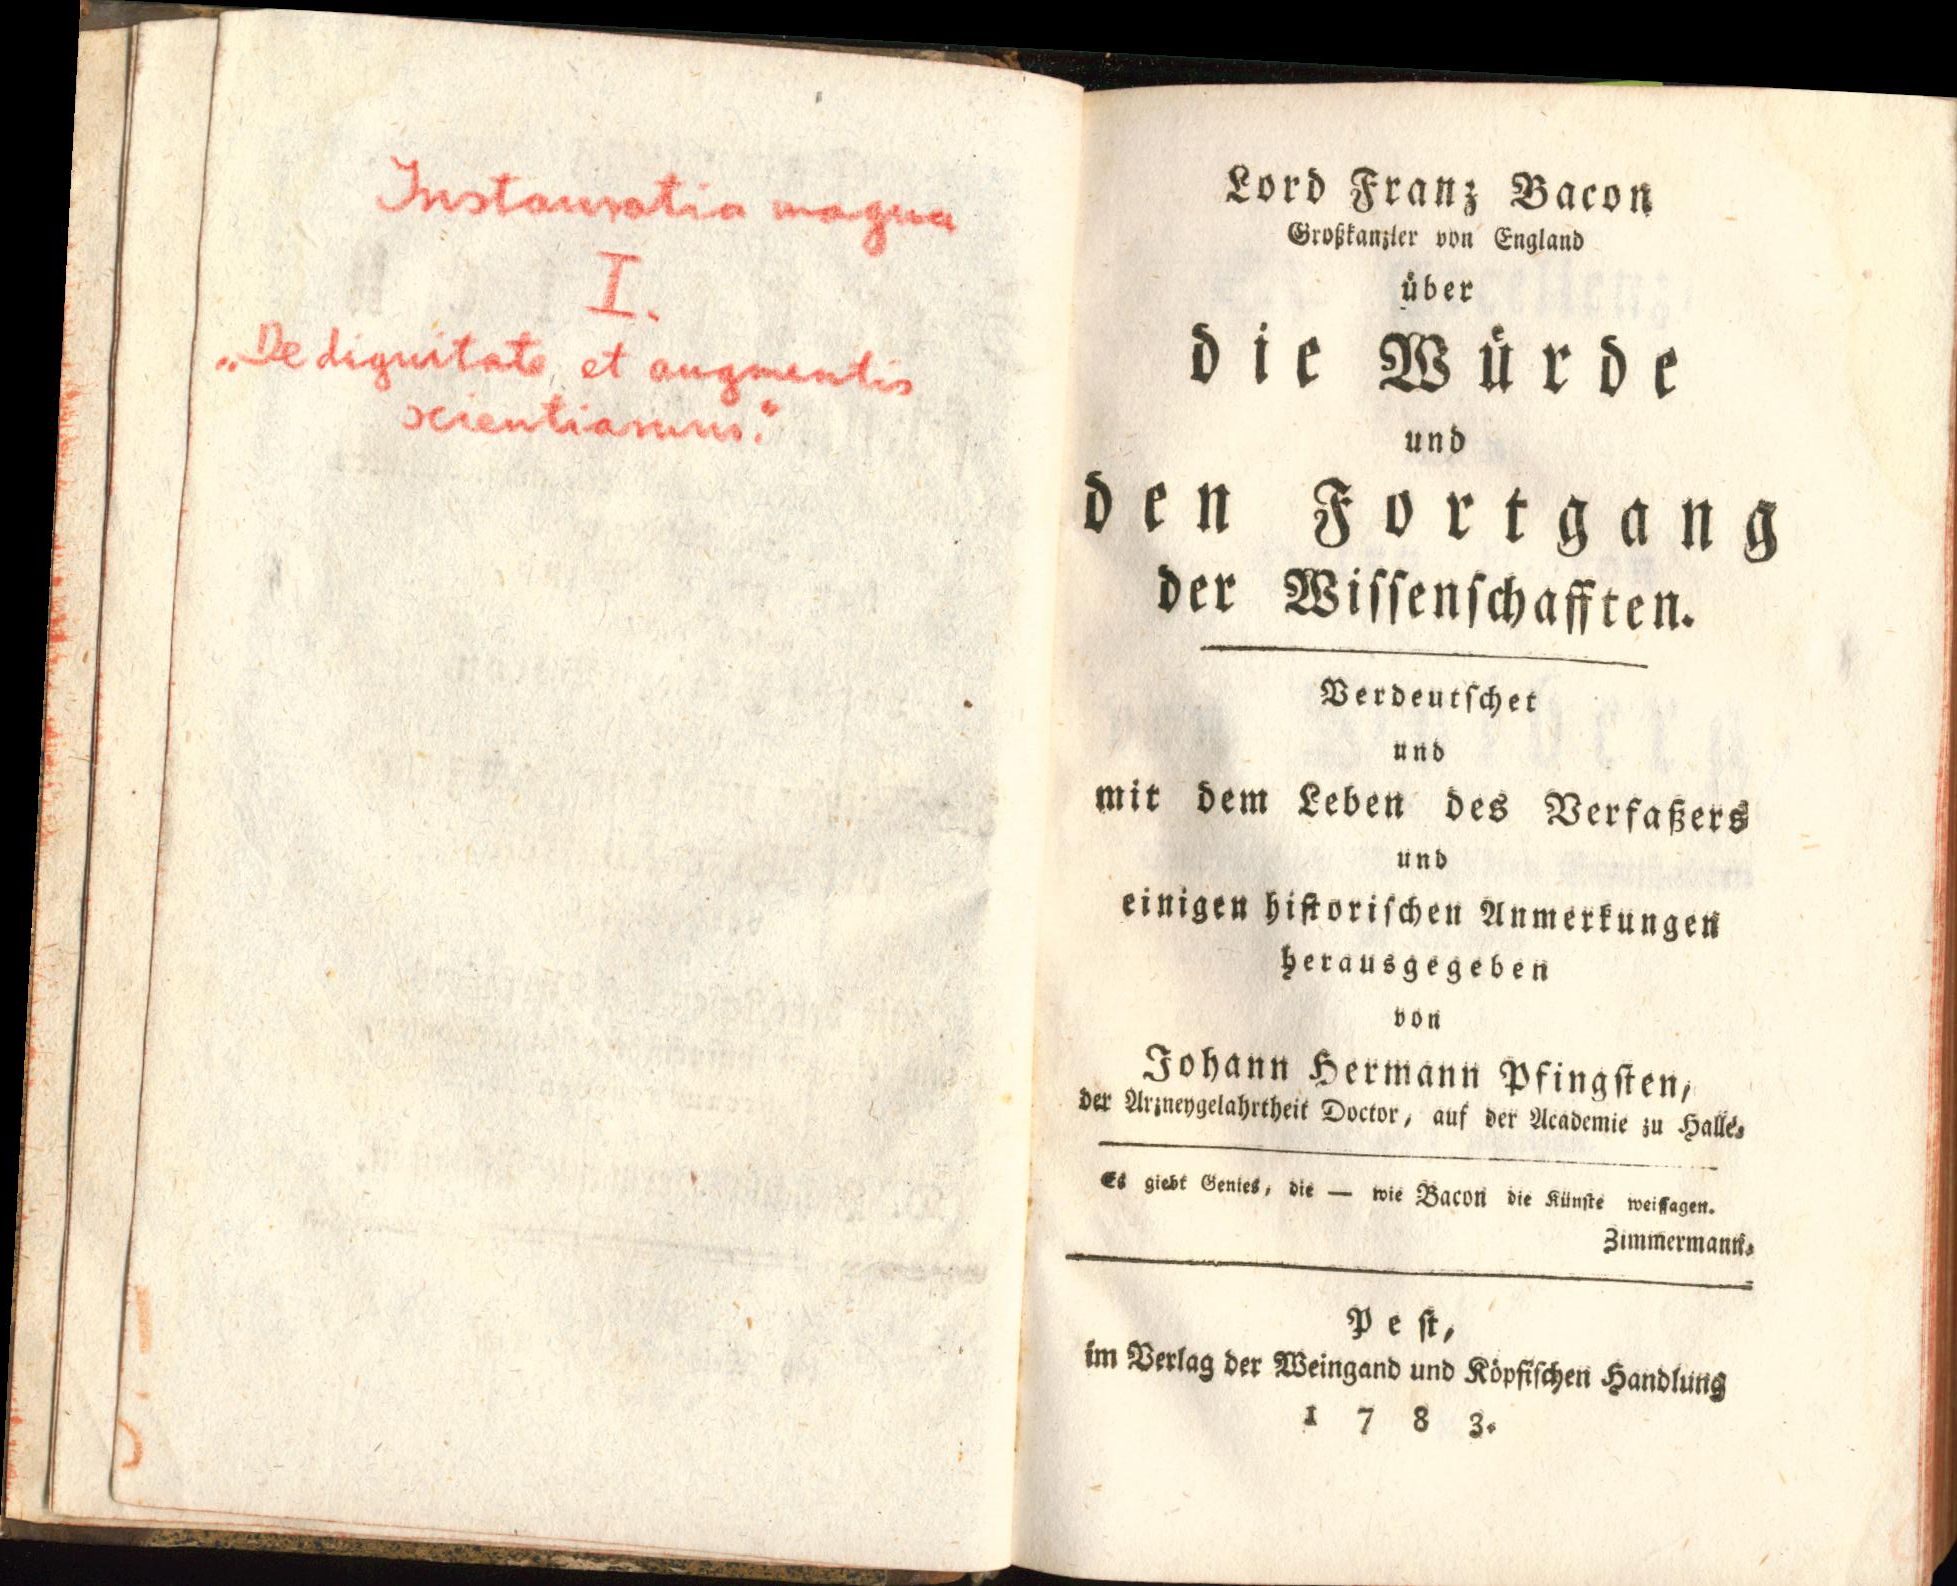 Instauratia magna
I.
„De dignitate et augmentis
scientiarum."
Lord Franz Bacon
Großkanzler von England
über
die Würde
und
den Fortgang
der Wiſſenſchafften.
Verdeutſchet
und
mit dem Leben des Verfaßers
und
einigen hiſtoriſchen Anmerkungen
herausgegeben
von
Johann Hermann Pfingſten,
der Arzneygelahrtheit Doctor, auf der Academie zu Halle.
Es giebt Genies, die — wie Bacon die Künſte weiſſagen.
Zimmermann.
Peſt,
im Verlag der Weingand und Köpfiſchen Handlung
1783.